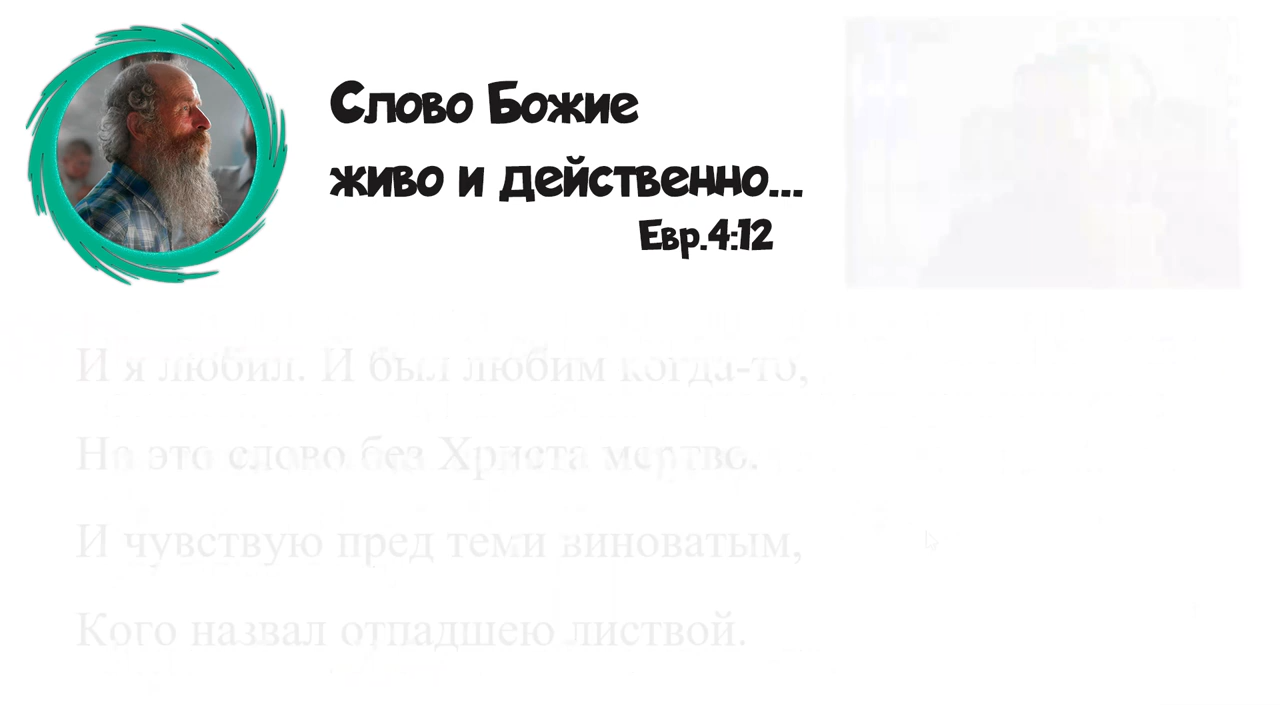 Слово Божие
живо и действенно...
Евр.4:12
И я любил. И был любим когда-то,
Но это слово без Христа мертво.
И чувствую пред теми виноватым,
Кого назвал отпадшею листвой.